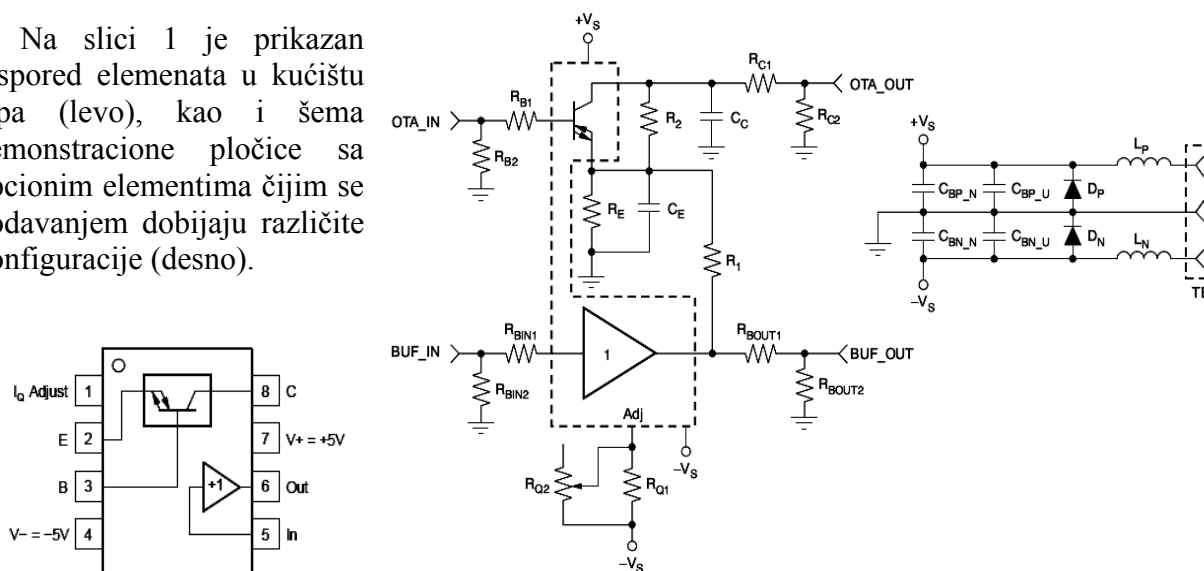 Na slici 1 je prikazan
spored elemenata u kućištu
pa (levo), kao i šema
emonstracione pločice sa
pcionim elementima čijim se
odavanjem dobijaju različite
onfiguracije (desno).
I_Q Adjust 1
E 2
B 3
V− = −5V 4
8 C
7 V+ = +5V
6 Out
5 In
+1
+V_S
OTA_IN
R_B1
R_B2
R_E
C_E
R_2
C_C
R_C1
R_C2
OTA_OUT
R_1
BUF_IN
R_BIN1
R_BIN2
1
R_BOUT1
R_BOUT2
BUF_OUT
Adj
−V_S
R_Q2
R_Q1
−V_S
+V_S
L_P
C_BP_N
C_BP_U
D_P
C_BN_N
C_BN_U
D_N
L_N
−V_S